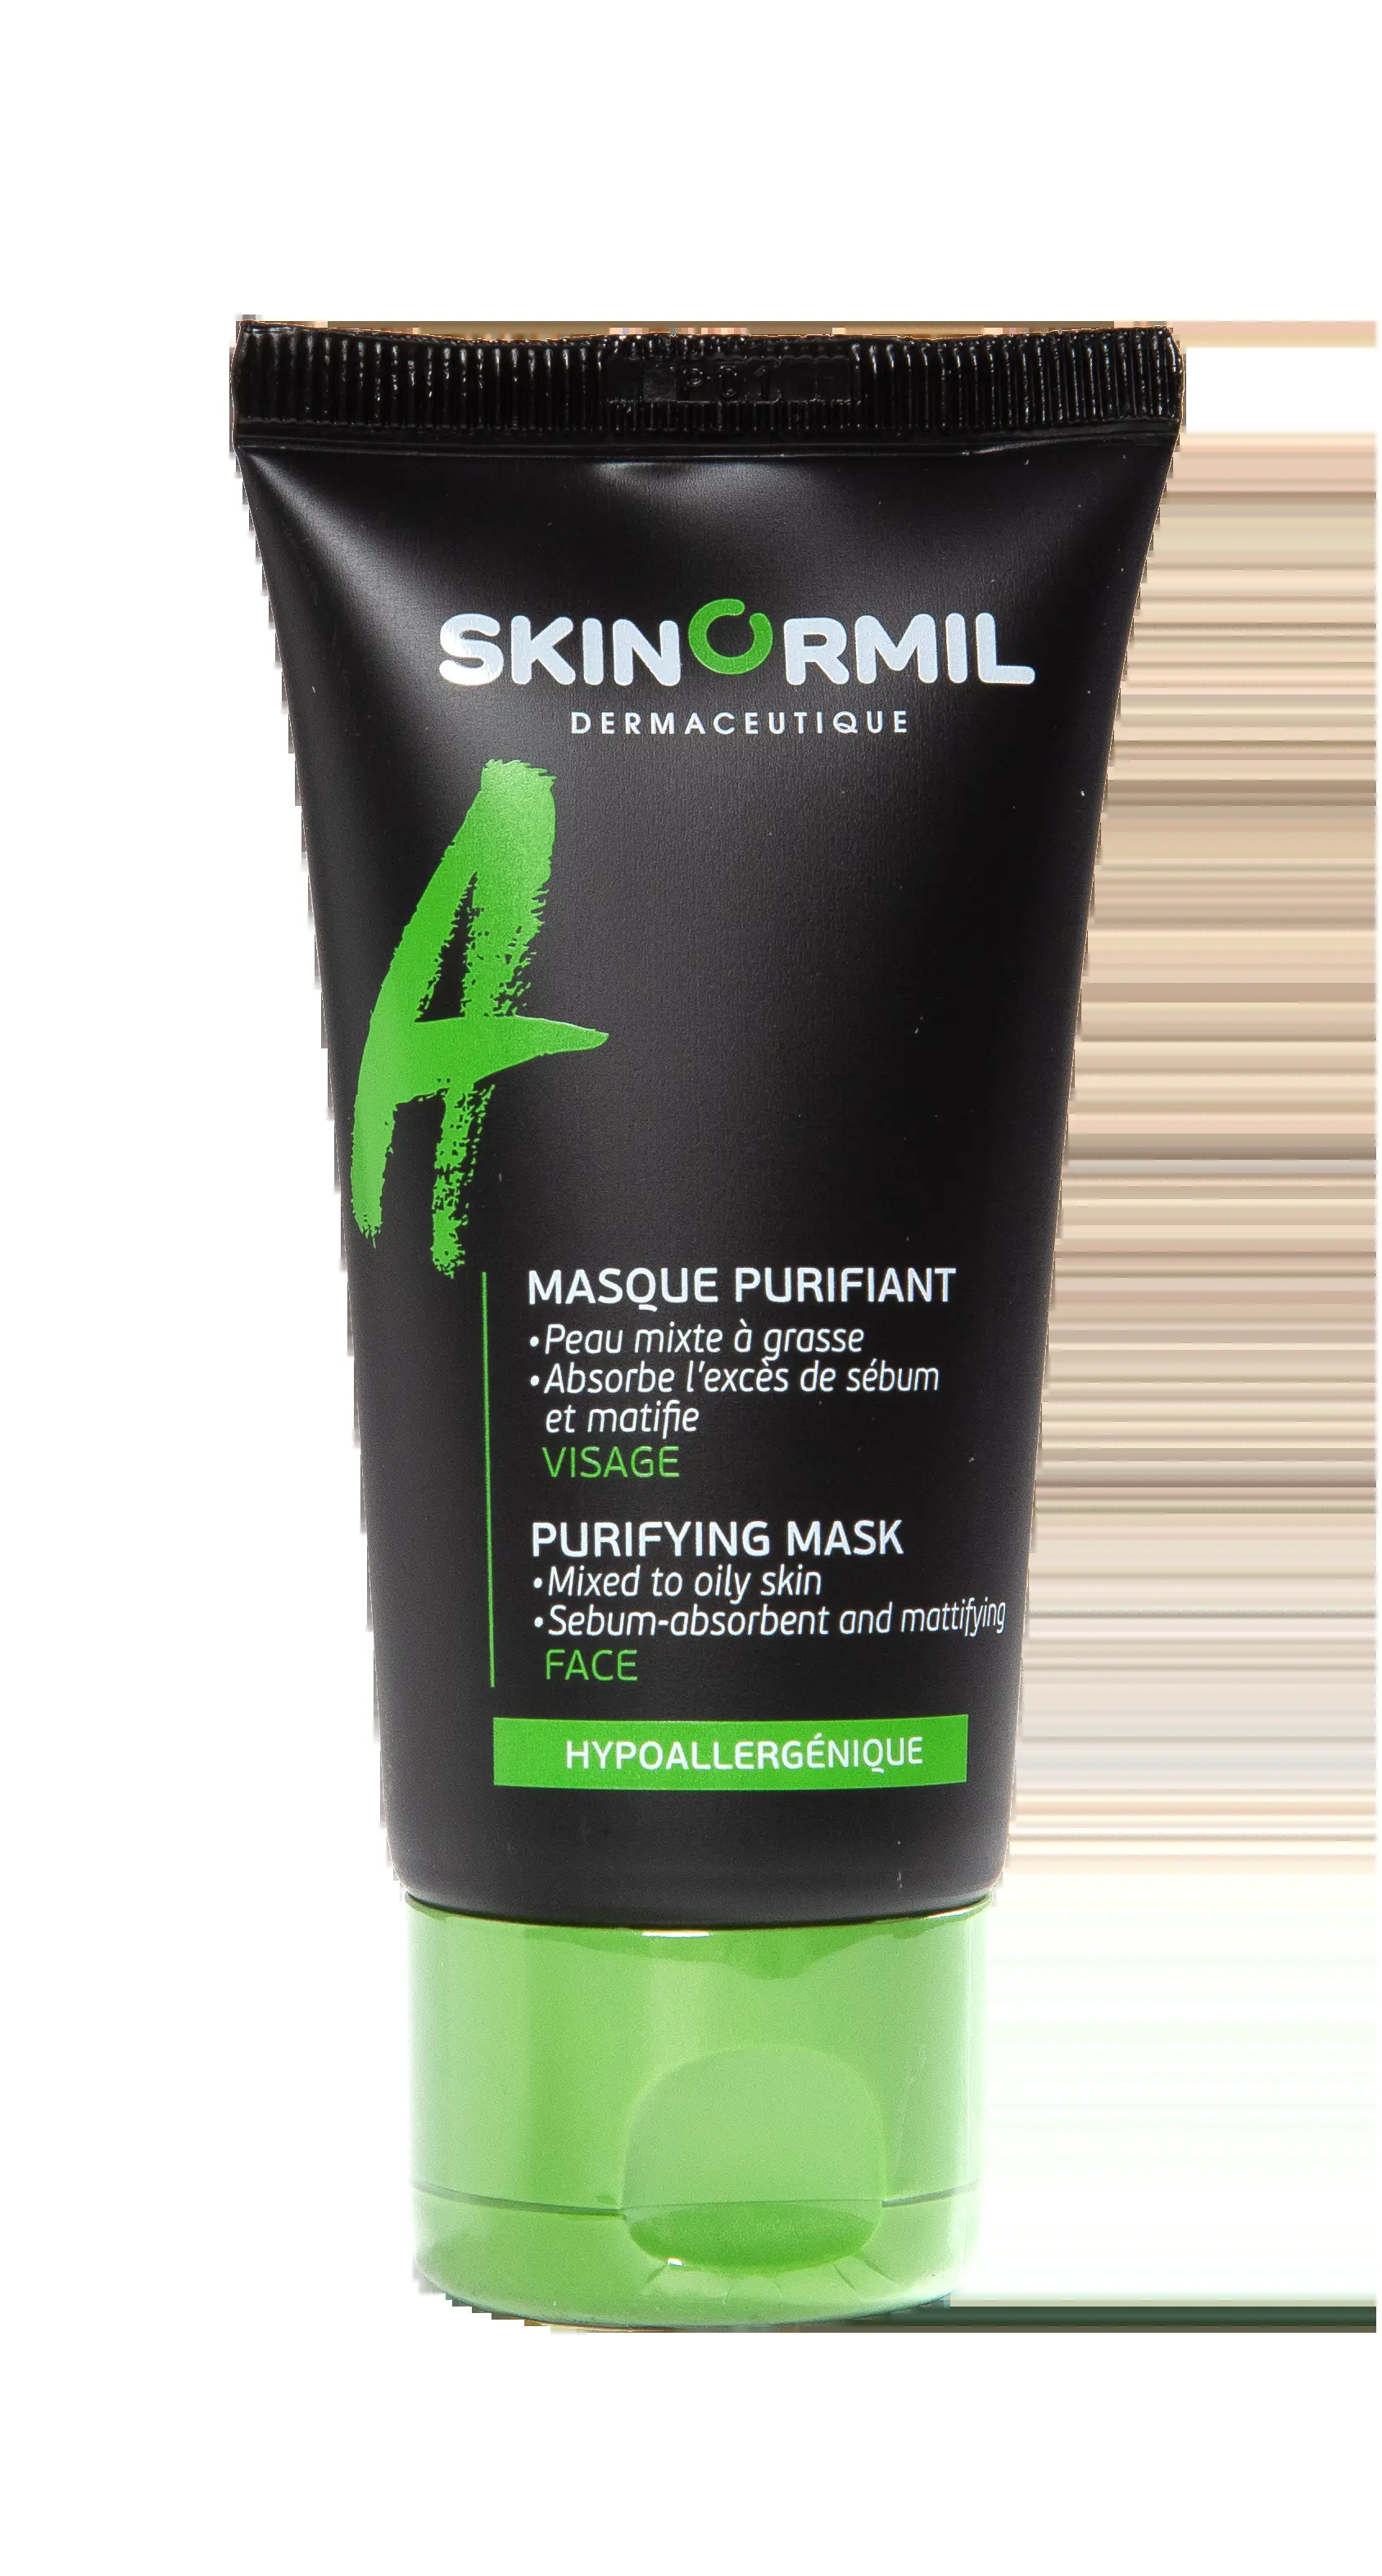 P01
SKINORMIL
DERMACEUTIQUE
A
MASQUE PURIFIANT
•Peau mixte à grasse
•Absorbe l'excès de sébum
et matifie
VISAGE
PURIFYING MASK
•Mixed to oily skin
•Sebum-absorbent and mattifying
FACE
HYPOALLERGÉNIQUE